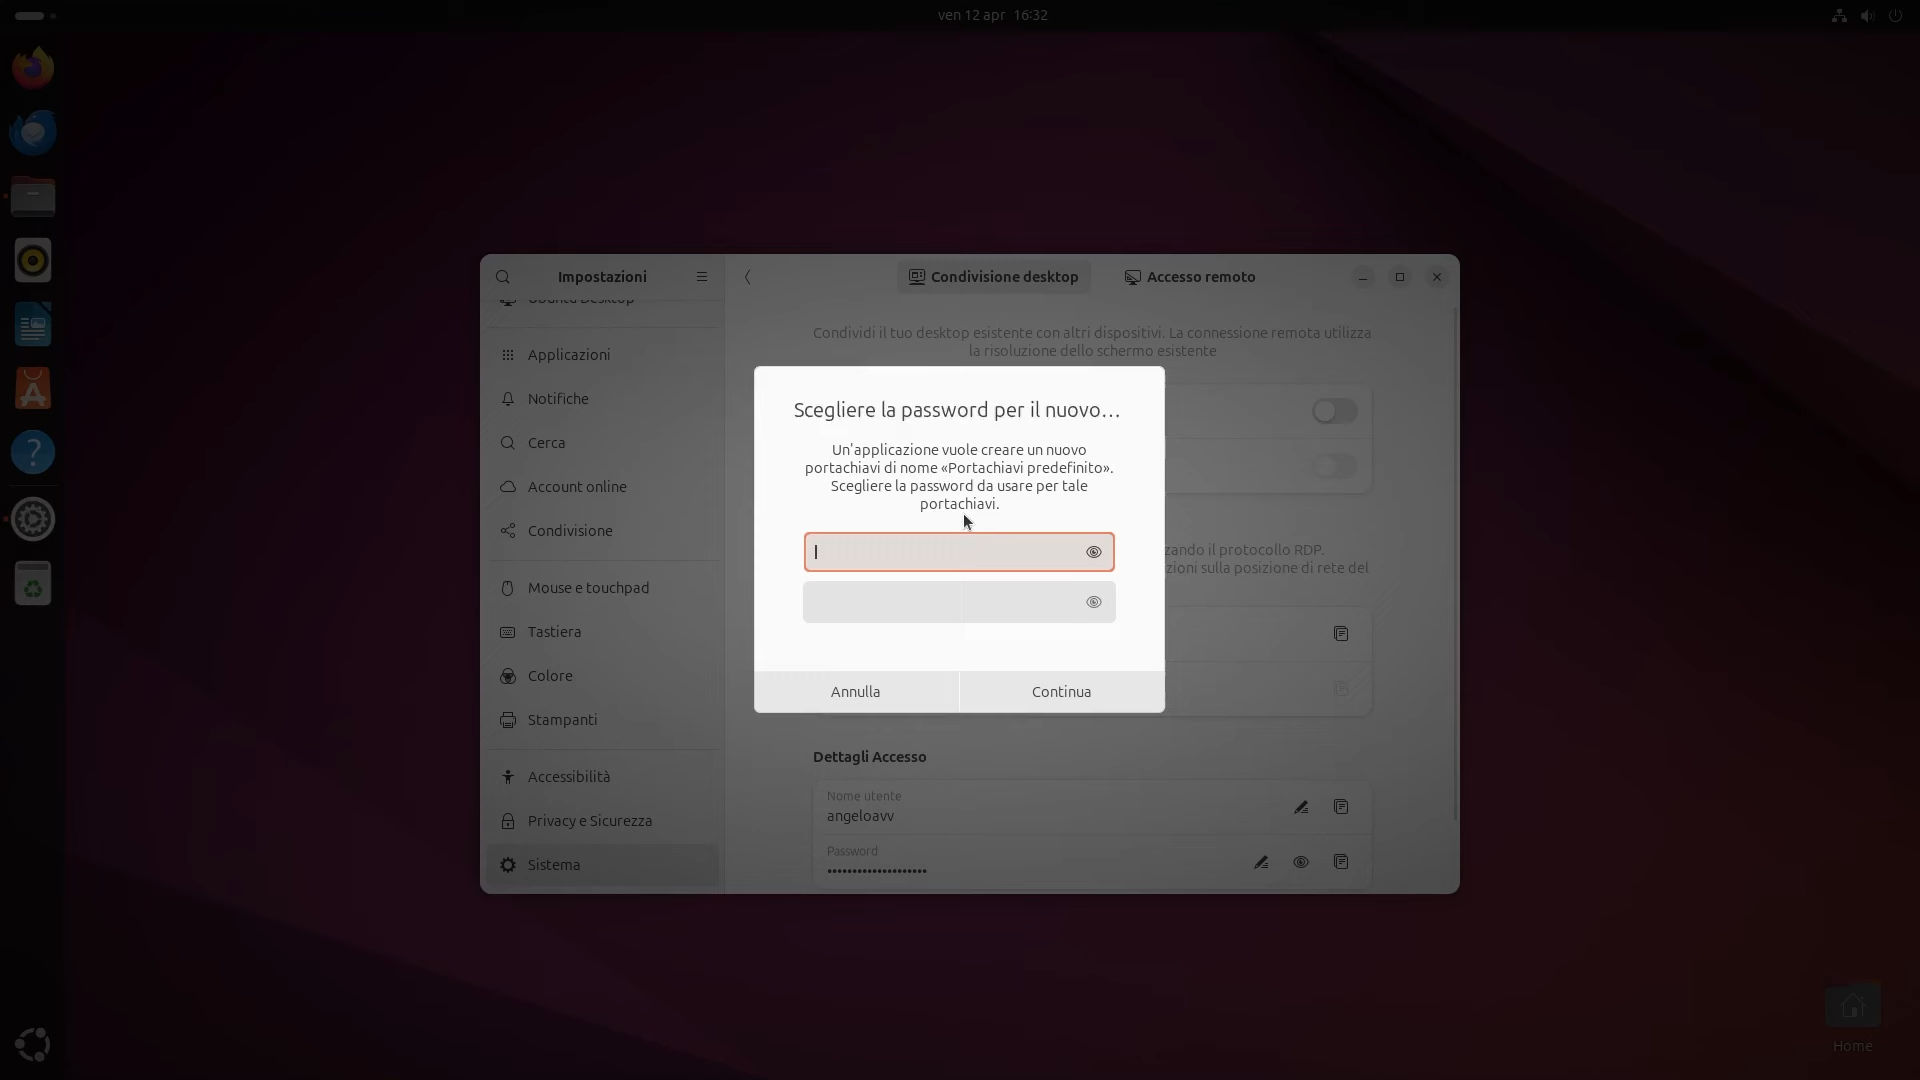 ven 12 apr 16:32
Impostazioni
Condivisione desktop
Accesso remoto
Ubuntu Desktop
Applicazioni
Notifiche
Cerca
Account online
Condivisione
Mouse e touchpad
Tastiera
Colore
Stampanti
Accessibilità
Privacy e Sicurezza
Sistema
Condividi il tuo desktop esistente con altri dispositivi. La connessione remota utilizza
la risoluzione dello schermo esistente
Scegliere la password per il nuovo…
Un'applicazione vuole creare un nuovo
portachiavi di nome «Portachiavi predefinito».
Scegliere la password da usare per tale
portachiavi.
zando il protocollo RDP.
zioni sulla posizione di rete del
Annulla
Continua
Dettagli Accesso
Nome utente
angeloavv
Password
••••••••••••••••••••
Home